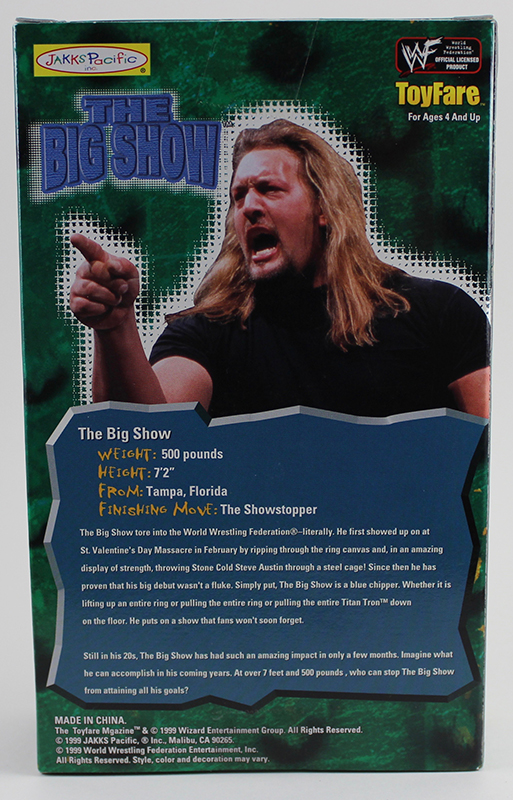 JAKKS Pacific
inc. ®
WF
World
Wrestling
Federation®
OFFICIAL LICENSED
PRODUCT
ToyFare™
For Ages 4 And Up
THE
BIG SHOW™
The Big Show
WEIGHT: 500 pounds
HEIGHT: 7'2"
FROM: Tampa, Florida
FINISHING MOVE: The Showstopper
The Big Show tore into the World Wrestling Federation®–literally. He first showed up on at
St. Valentine's Day Massacre in February by ripping through the ring canvas and, in an amazing
display of strength, throwing Stone Cold Steve Austin through a steel cage! Since then he has
proven that his big debut wasn't a fluke. Simply put, The Big Show is a blue chipper. Whether it is
lifting up an entire ring or pulling the entire ring or pulling the entire Titan Tron™ down
on the floor. He puts on a show that fans won't soon forget.
Still in his 20s, The Big Show has had such an amazing impact in only a few months. Imagine what
he can accomplish in his coming years. At over 7 feet and 500 pounds , who can stop The Big Show
from attaining all his goals?
MADE IN CHINA.
The Toyfare Mgazine™ & © 1999 Wizard Entertainment Group. All Rights Reserved.
© 1999 JAKKS Pacific, ® Inc., Malibu, CA 90265.
© 1999 World Wrestling Federation Entertainment, Inc.
All Rights Reserved. Style, color and decoration may vary.